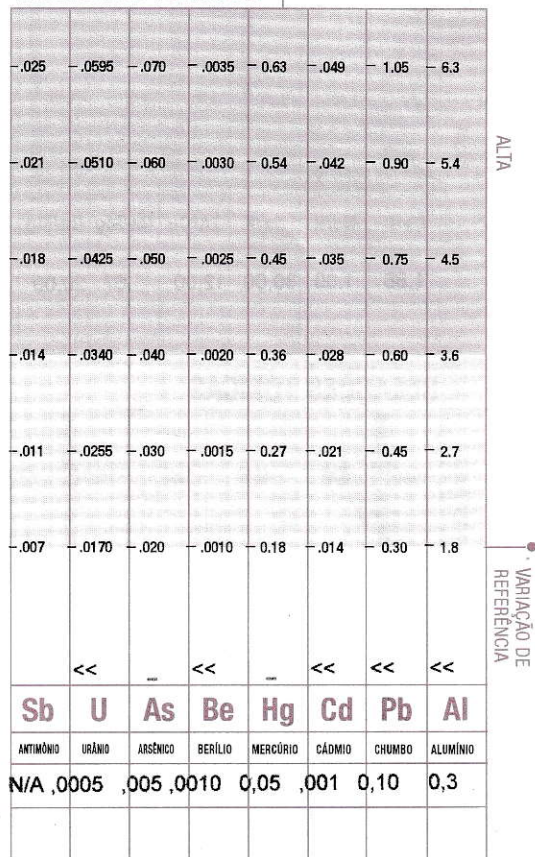 .025 .0595 .070 .0035 0.63 .049 1.05 6.3
.021 .0510 .060 .0030 0.54 .042 0.90 5.4
ALTA
.018 .0425 .050 .0025 0.45 .035 0.75 4.5
.014 .0340 .040 .0020 0.36 .028 0.60 3.6
.011 .0255 .030 .0015 0.27 .021 0.45 2.7
.007 .0170 .020 .0010 0.18 .014 0.30 1.8
VARIAÇÃO DE
REFERÊNCIA
<< << << << <<
Sb U As Be Hg Cd Pb Al
ANTIMÔNIO URÂNIO ARSÊNICO BERÍLIO MERCÚRIO CÁDMIO CHUMBO ALUMÍNIO
N/A ,0005 ,005 ,0010 0,05 ,001 0,10 0,3